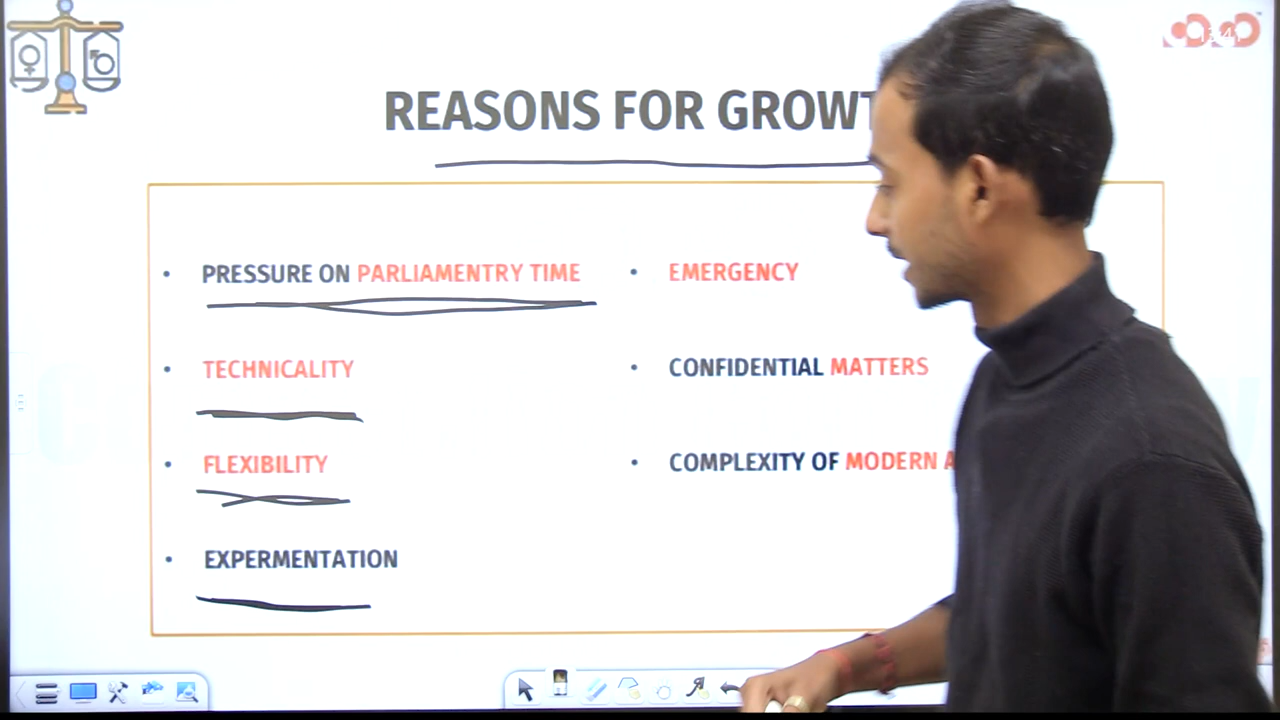 REASONS FOR GROWT
PRESSURE ON PARLIAMENTRY TIME
TECHNICALITY
FLEXIBILITY
EXPERMENTATION
EMERGENCY
CONFIDENTIAL MATTERS
COMPLEXITY OF MODERN A